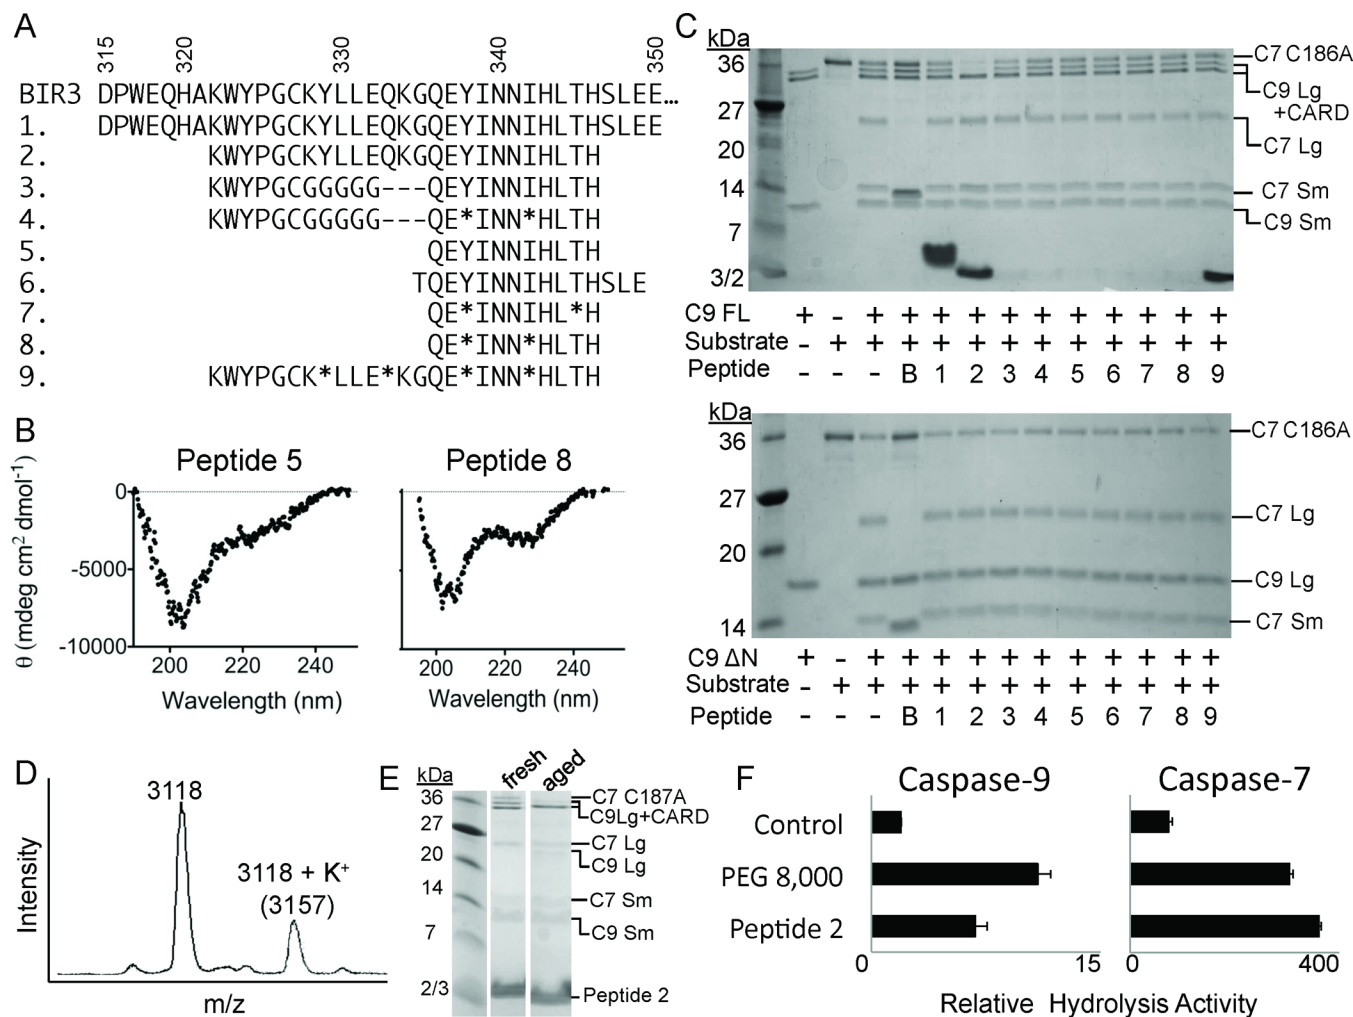 A
315 320 330 340 350
BIR3 DPWEQHAKWYPGCKYLLEQKGQEYINNIHLTHSLEE…
1. DPWEQHAKWYPGCKYLLEQKGQEYINNIHLTHSLEE
2. KWYPGCKYLLEQKGQEYINNIHLTH
3. KWYPGCGGGGG---QEYINNIHLTH
4. KWYPGCGGGGG---QE*INN*HLTH
5. QEYINNIHLTH
6. TQEYINNIHLTHSLE
7. QE*INNIHL*H
8. QE*INN*HLTH
9. KWYPGCK*LLE*KGQE*INN*HLTH
B
Peptide 5
Peptide 8
θ (mdeg cm² dmol⁻¹)
0
-5000
-10000
200 220 240
200 220 240
Wavelength (nm)
Wavelength (nm)
C
kDa
36
27
20
14
7
3/2
C7 C186A
C9 Lg
+CARD
C7 Lg
C7 Sm
C9 Sm
C9 FL + - + + + + + + + + + + +
Substrate - + + + + + + + + + + + +
Peptide - - - B 1 2 3 4 5 6 7 8 9
kDa
36
27
20
14
C7 C186A
C7 Lg
C9 Lg
C7 Sm
C9 ΔN + - + + + + + + + + + + +
Substrate - + + + + + + + + + + + +
Peptide - - - B 1 2 3 4 5 6 7 8 9
D
3118
3118 + K⁺
(3157)
Intensity
m/z
E
kDa
fresh
aged
36
27
20
14
7
2/3
C7 C187A
C9Lg+CARD
C7 Lg
C9 Lg
C7 Sm
C9 Sm
Peptide 2
F
Caspase-9
Caspase-7
Control
PEG 8,000
Peptide 2
0 15
0 400
Relative Hydrolysis Activity